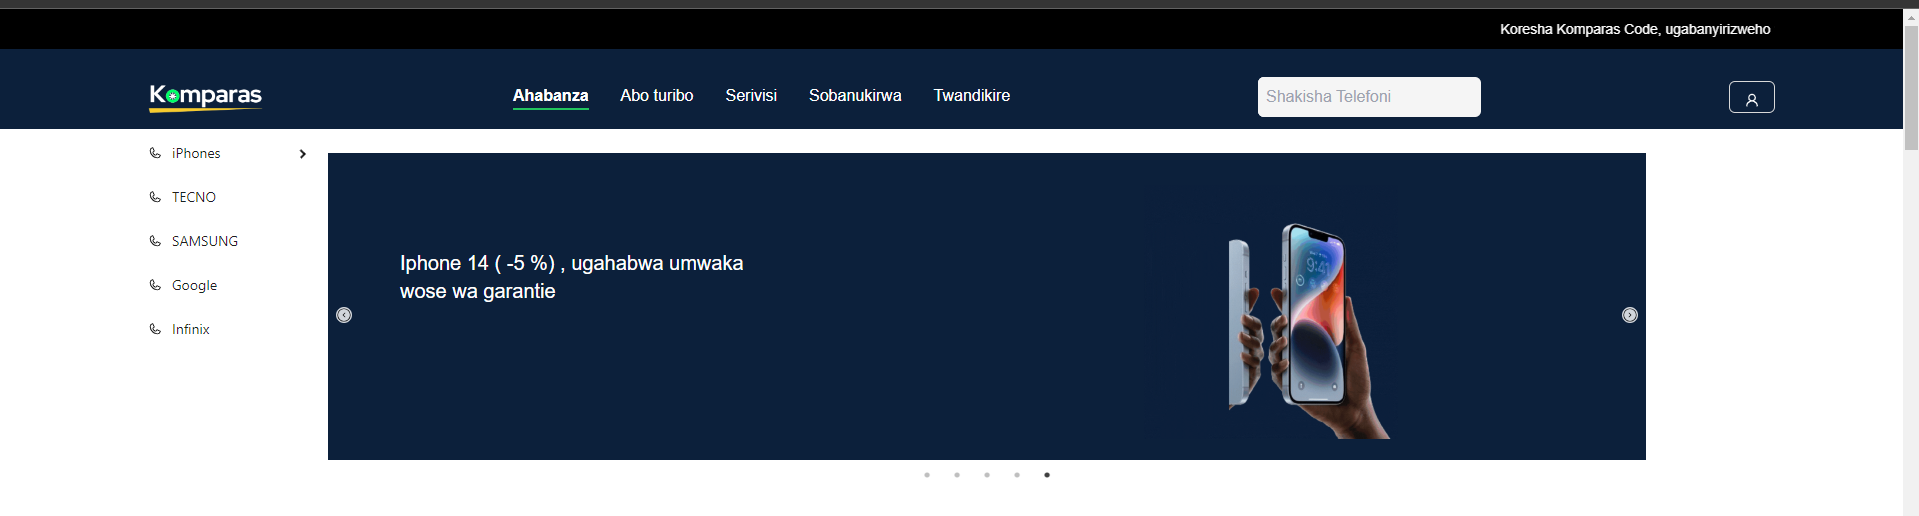 Koresha Komparas Code, ugabanyirizweho
Komparas
Ahabanza Abo turibo Serivisi Sobanukirwa Twandikire
Shakisha Telefoni
iPhones
TECNO
SAMSUNG
Google
Infinix
Iphone 14 ( -5 %) , ugahabwa umwaka
wose wa garantie
9:41